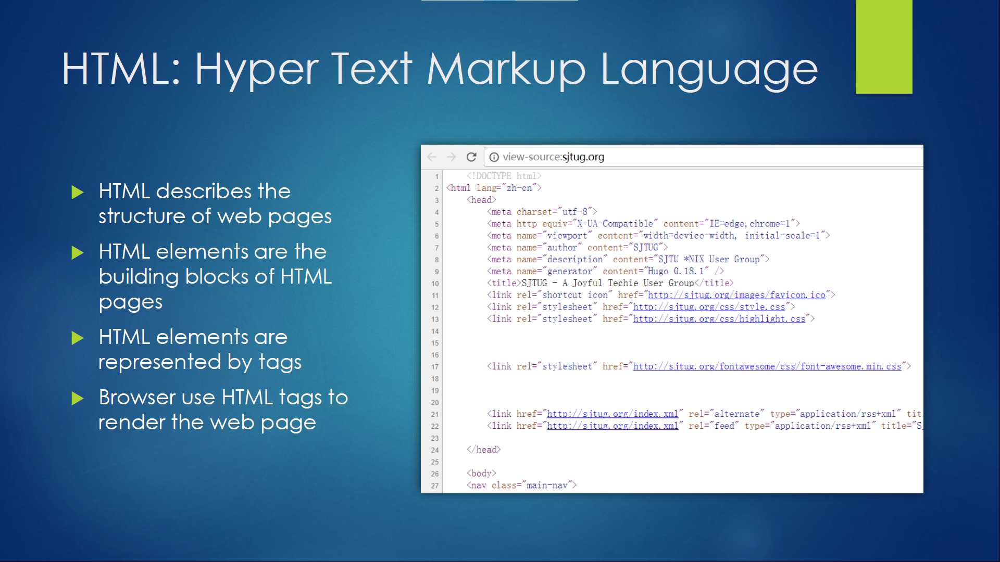 HTML: Hyper Text Markup Language
HTML describes the
structure of web pages
HTML elements are the
building blocks of HTML
pages
HTML elements are
represented by tags
Browser use HTML tags to
render the web page
view-source:sjtug.org
1 <!DOCTYPE html>
2 <html lang="zh-cn">
3 <head>
4 <meta charset="utf-8">
5 <meta http-equiv="X-UA-Compatible" content="IE=edge,chrome=1">
6 <meta name="viewport" content="width=device-width, initial-scale=1">
7 <meta name="author" content="SJTUG">
8 <meta name="description" content="SJTU *NIX User Group">
9 <meta name="generator" content="Hugo 0.18.1" />
10 <title>SJTUG - A Joyful Techie User Group</title>
11 <link rel="shortcut icon" href="http://sjtug.org/images/favicon.ico">
12 <link rel="stylesheet" href="http://sjtug.org/css/style.css">
13 <link rel="stylesheet" href="http://sjtug.org/css/highlight.css">
14
15
16
17 <link rel="stylesheet" href="http://sjtug.org/fontawesome/css/font-awesome.min.css">
18
19
20
21 <link href="http://sjtug.org/index.xml" rel="alternate" type="application/rss+xml" tit
22 <link href="http://sjtug.org/index.xml" rel="feed" type="application/rss+xml" title="SJ
23
24 </head>
25
26 <body>
27 <nav class="main-nav">